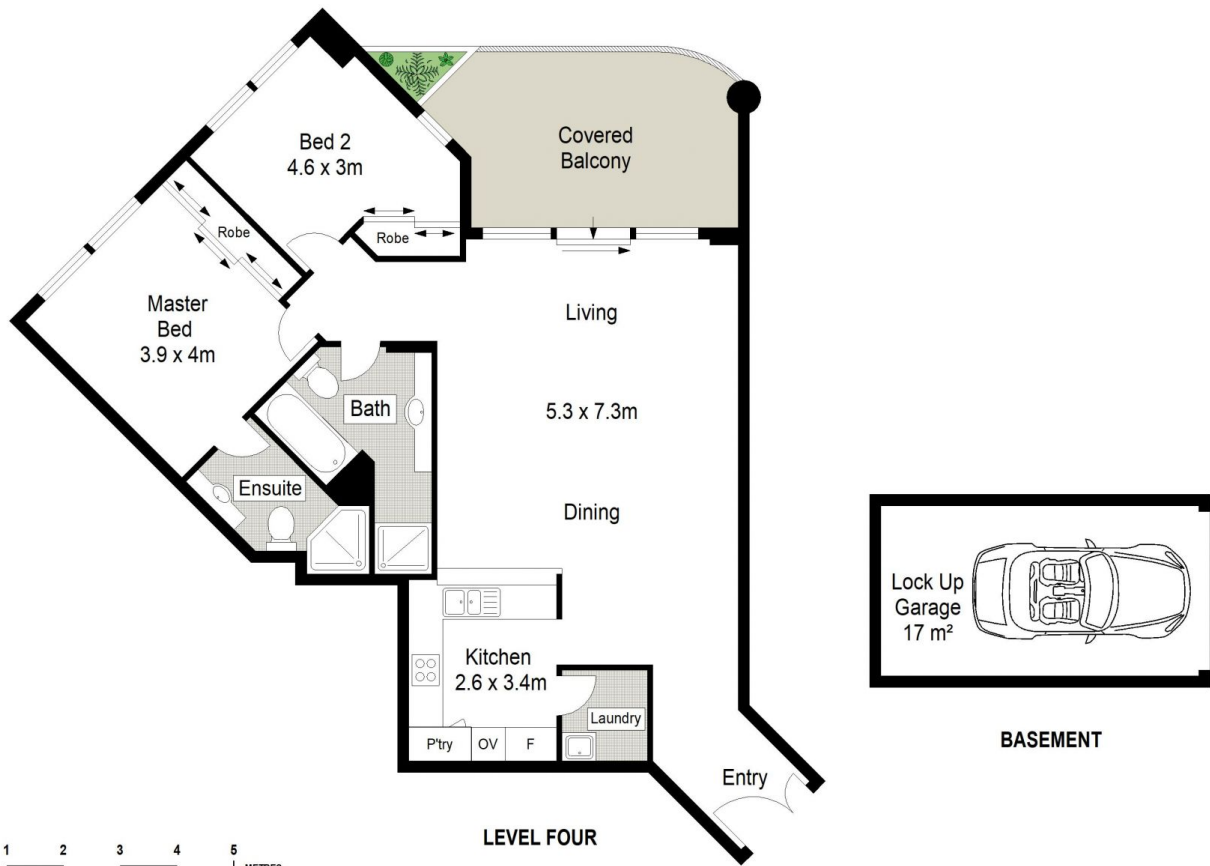 Bed 2
4.6 x 3m
Covered
Balcony
Robe
Robe
Master
Bed
3.9 x 4m
Living
5.3 x 7.3m
Bath
Ensuite
Dining
Kitchen
2.6 x 3.4m
Laundry
P'try
OV
F
Entry
LEVEL FOUR
Lock Up
Garage
17 m²
BASEMENT
1 2 3 4 5
METRES